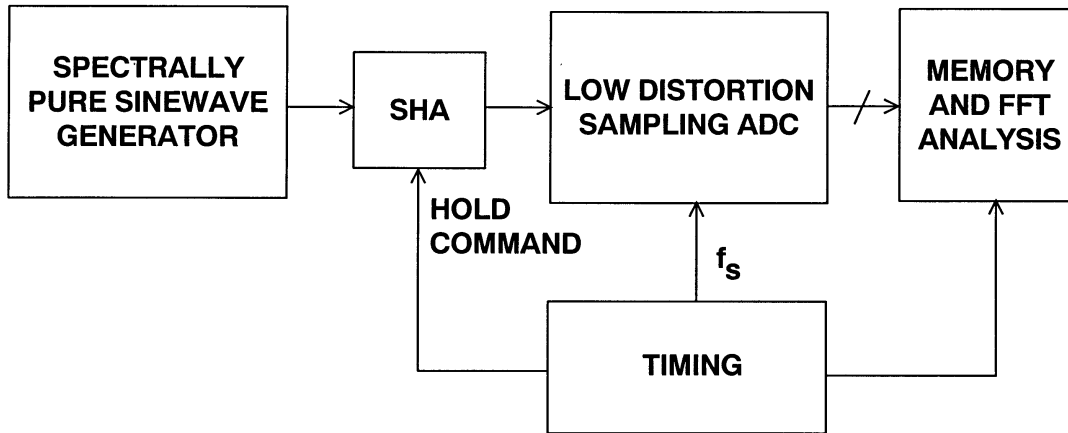 SPECTRALLY
PURE SINEWAVE
GENERATOR
SHA
LOW DISTORTION
SAMPLING ADC
MEMORY
AND FFT
ANALYSIS
HOLD
COMMAND
fs
TIMING